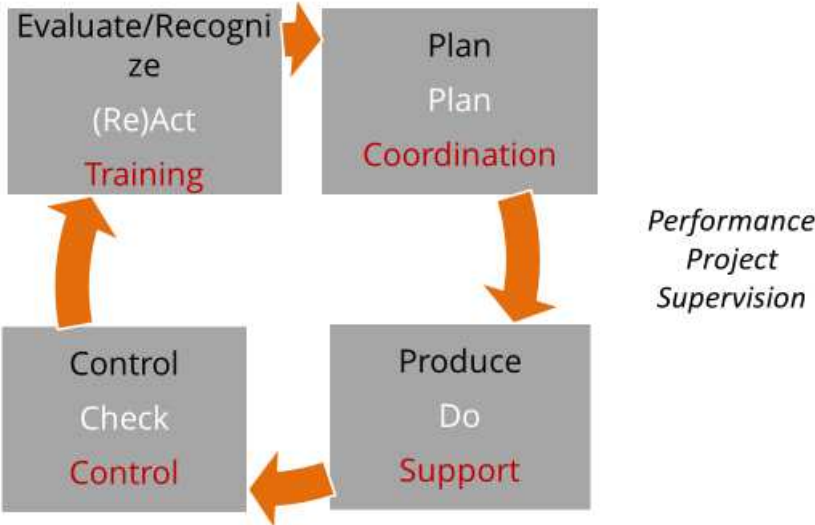 Evaluate/Recogni
ze
(Re)Act
Training
Plan
Plan
Coordination
Performance
Project
Supervision
Control
Check
Control
Produce
Do
Support